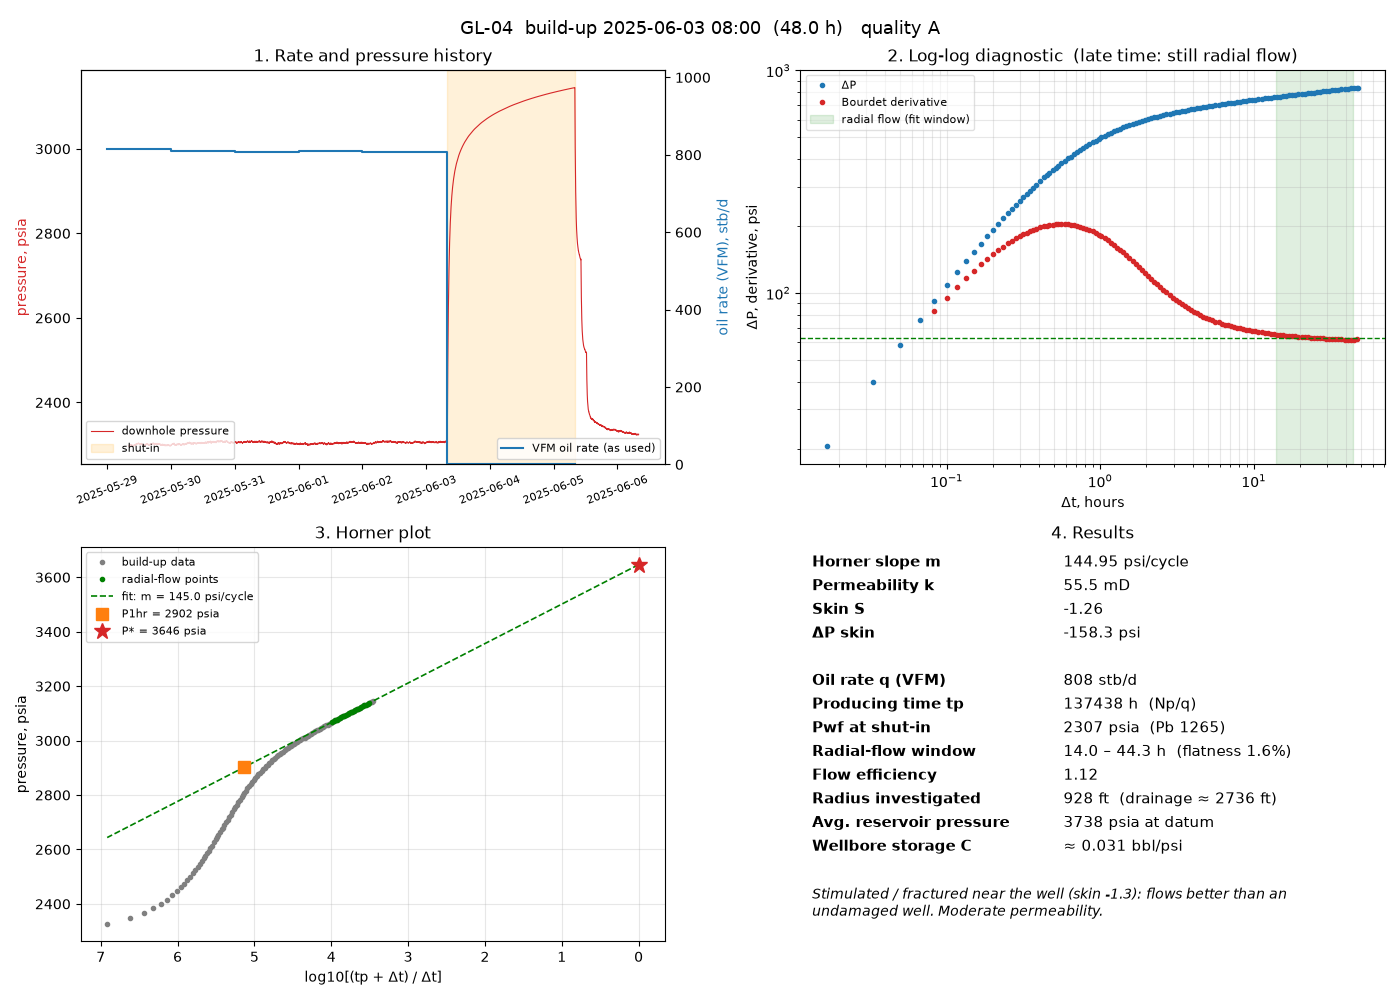 GL-04  build-up 2025-06-03 08:00  (48.0 h)   quality A
1. Rate and pressure history
pressure, psia
3000
2800
2600
2400
1000
800
600
400
200
0
oil rate (VFM), stb/d
downhole pressure
shut-in
VFM oil rate (as used)
2025-05-29
2025-05-30
2025-05-31
2025-06-01
2025-06-02
2025-06-03
2025-06-04
2025-06-05
2025-06-06
2. Log-log diagnostic  (late time: still radial flow)
ΔP, derivative, psi
10³
10²
ΔP
Bourdet derivative
radial flow (fit window)
10⁻¹
10⁰
10¹
Δt, hours
3. Horner plot
pressure, psia
3600
3400
3200
3000
2800
2600
2400
build-up data
radial-flow points
fit: m = 145.0 psi/cycle
P1hr = 2902 psia
P* = 3646 psia
7
6
5
4
3
2
1
0
log10[(tp + Δt) / Δt]
4. Results
Horner slope m 144.95 psi/cycle
Permeability k 55.5 mD
Skin S -1.26
ΔP skin -158.3 psi
Oil rate q (VFM) 808 stb/d
Producing time tp 137438 h  (Np/q)
Pwf at shut-in 2307 psia  (Pb 1265)
Radial-flow window 14.0 – 44.3 h  (flatness 1.6%)
Flow efficiency 1.12
Radius investigated 928 ft  (drainage ≈ 2736 ft)
Avg. reservoir pressure 3738 psia at datum
Wellbore storage C ≈ 0.031 bbl/psi
Stimulated / fractured near the well (skin -1.3): flows better than an
undamaged well. Moderate permeability.